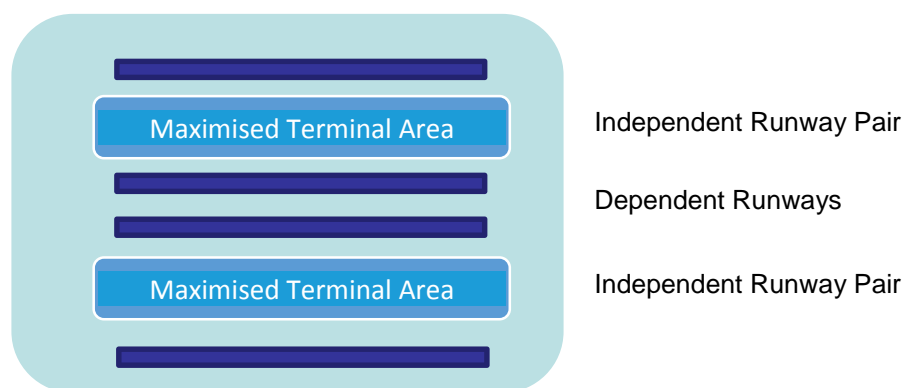 Maximised Terminal Area
Independent Runway Pair
Dependent Runways
Maximised Terminal Area
Independent Runway Pair